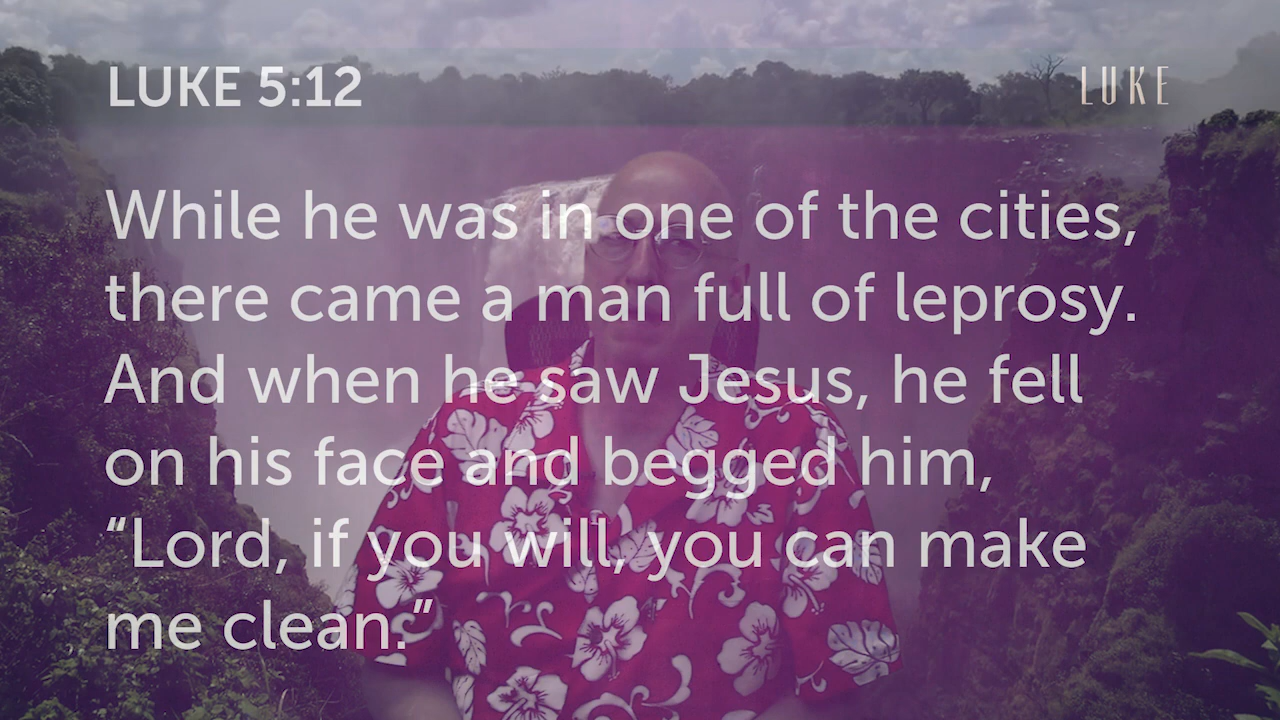 LUKE 5:12
LUKE
While he was in one of the cities,
there came a man full of leprosy.
And when he saw Jesus, he fell
on his face and begged him,
“Lord, if you will, you can make
me clean.”